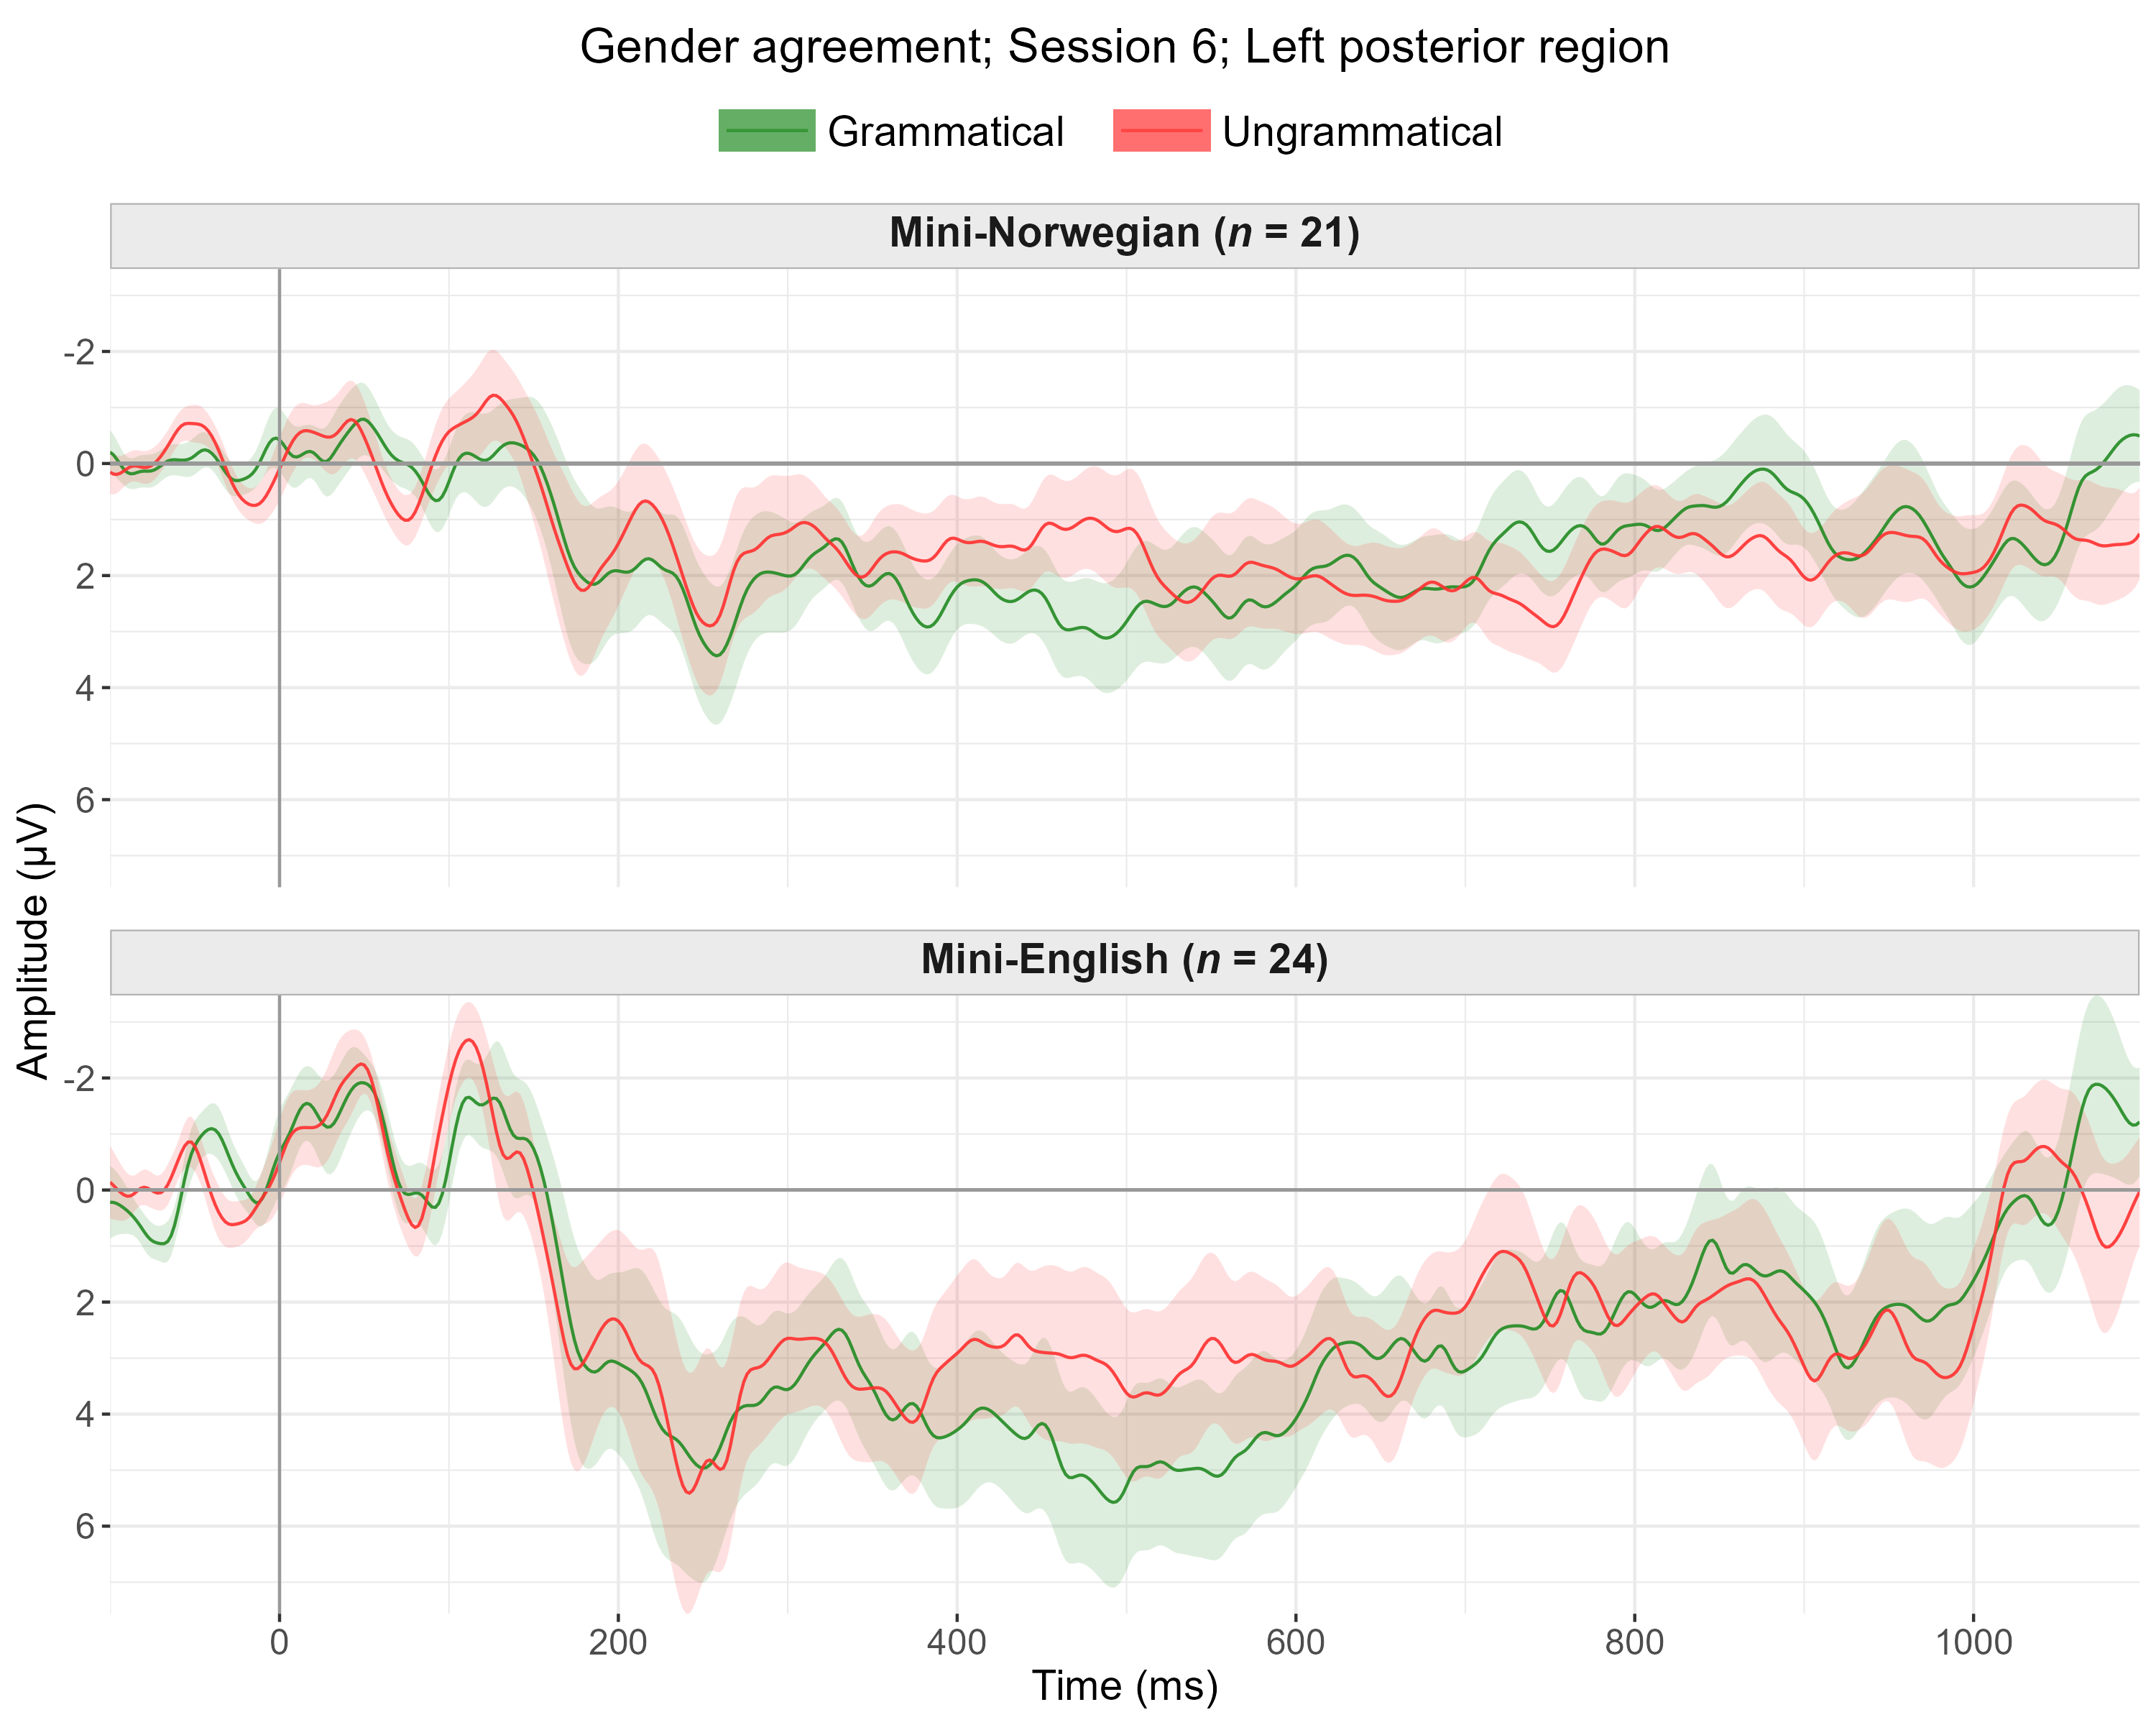 Gender agreement; Session 6; Left posterior region
Grammatical
Ungrammatical
Mini-Norwegian (n = 21)
-2
0
2
4
6
Mini-English (n = 24)
-2
0
2
4
6
Amplitude (µV)
0 200 400 600 800 1000
Time (ms)